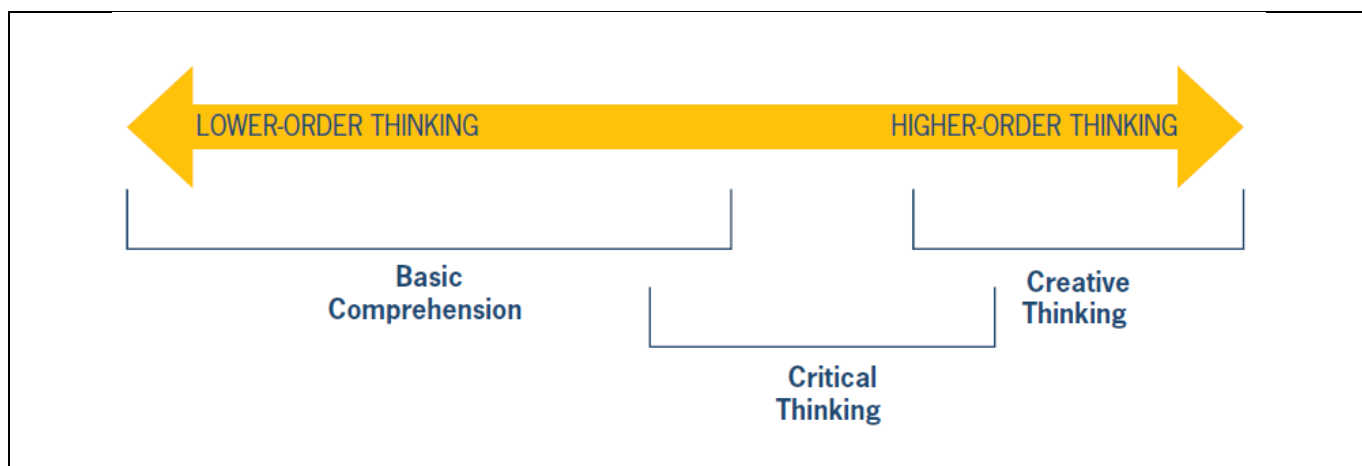 LOWER-ORDER THINKING HIGHER-ORDER THINKING
Basic
Comprehension
Creative
Thinking
Critical
Thinking